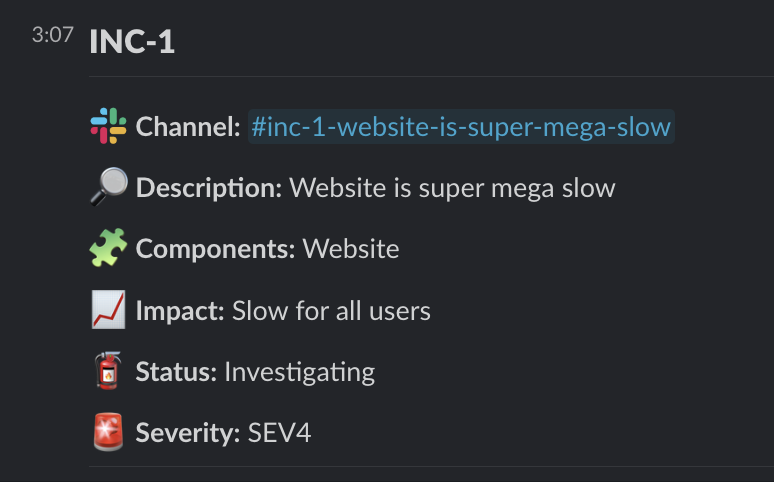 3:07 INC-1
Channel: #inc-1-website-is-super-mega-slow
Description: Website is super mega slow
Components: Website
Impact: Slow for all users
Status: Investigating
Severity: SEV4